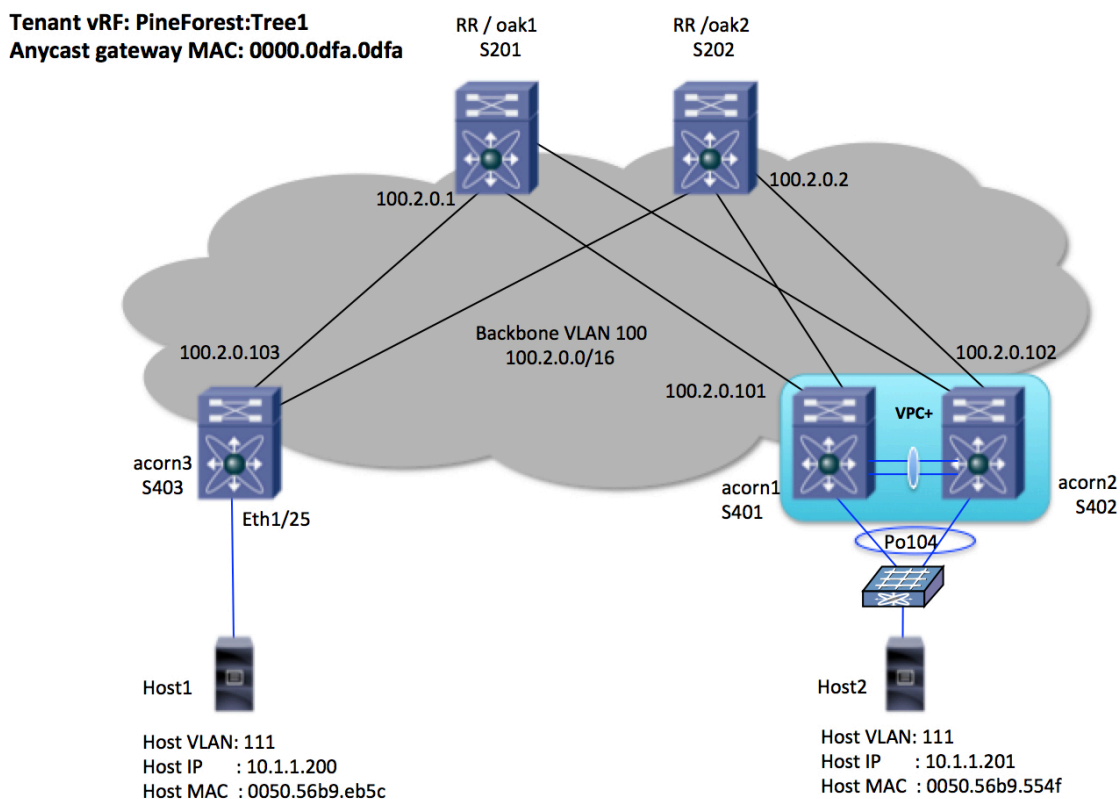 Tenant vRF: PineForest:Tree1
Anycast gateway MAC: 0000.0dfa.0dfa
RR / oak1
S201
RR /oak2
S202
100.2.0.1
100.2.0.2
Backbone VLAN 100
100.2.0.0/16
100.2.0.103
100.2.0.102
100.2.0.101
VPC+
acorn3
S403
acorn1
S401
acorn2
S402
Eth1/25
Po104
Host1
Host VLAN: 111
Host IP : 10.1.1.200
Host MAC : 0050.56b9.eb5c
Host2
Host VLAN: 111
Host IP : 10.1.1.201
Host MAC : 0050.56b9.554f